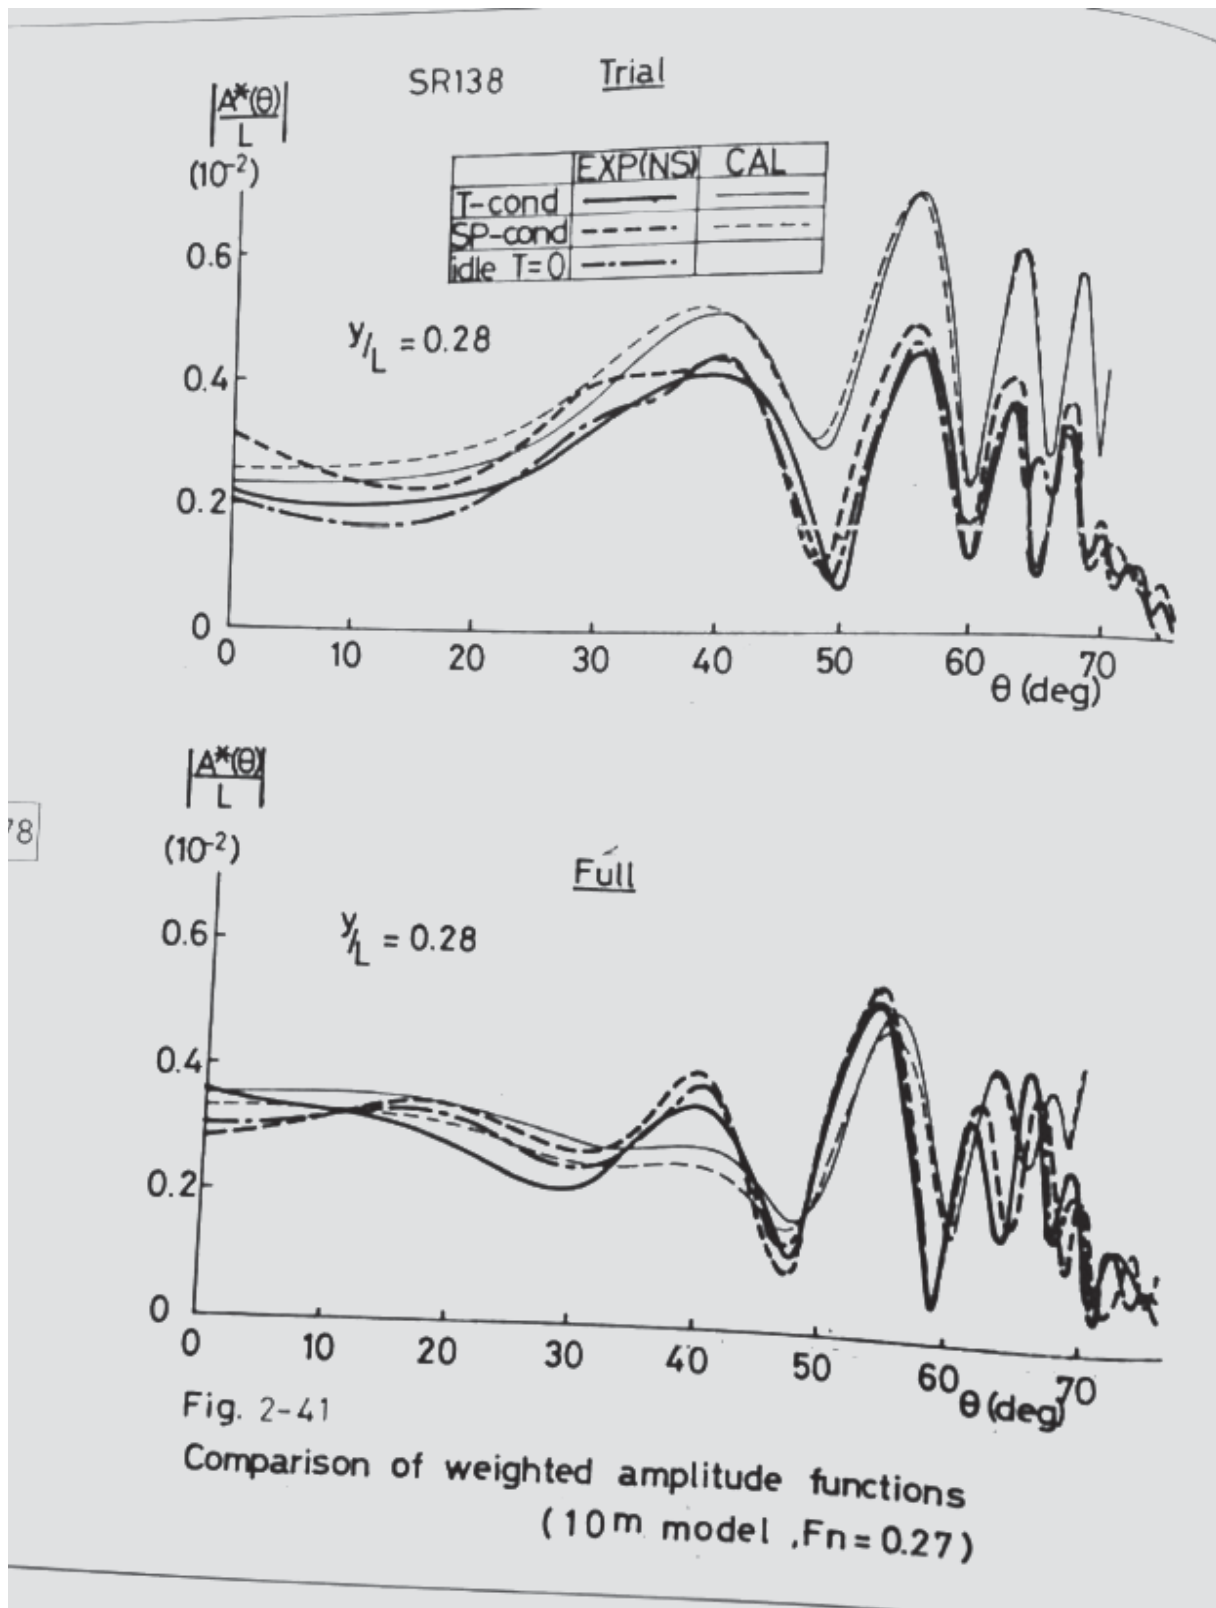 SR138 Trial
|A*(θ)/L|
(10⁻²)
EXP(NS) CAL
T-cond
SP-cond
idle T=0
y/L = 0.28
0.6
0.4
0.2
0
0 10 20 30 40 50 60 70
θ (deg)
|A*(θ)/L|
78
(10⁻²)
Full
y/L = 0.28
0.6
0.4
0.2
0
0 10 20 30 40 50 60 70
θ (deg)
Fig. 2-41
Comparison of weighted amplitude functions
(10m model ,Fn=0.27)